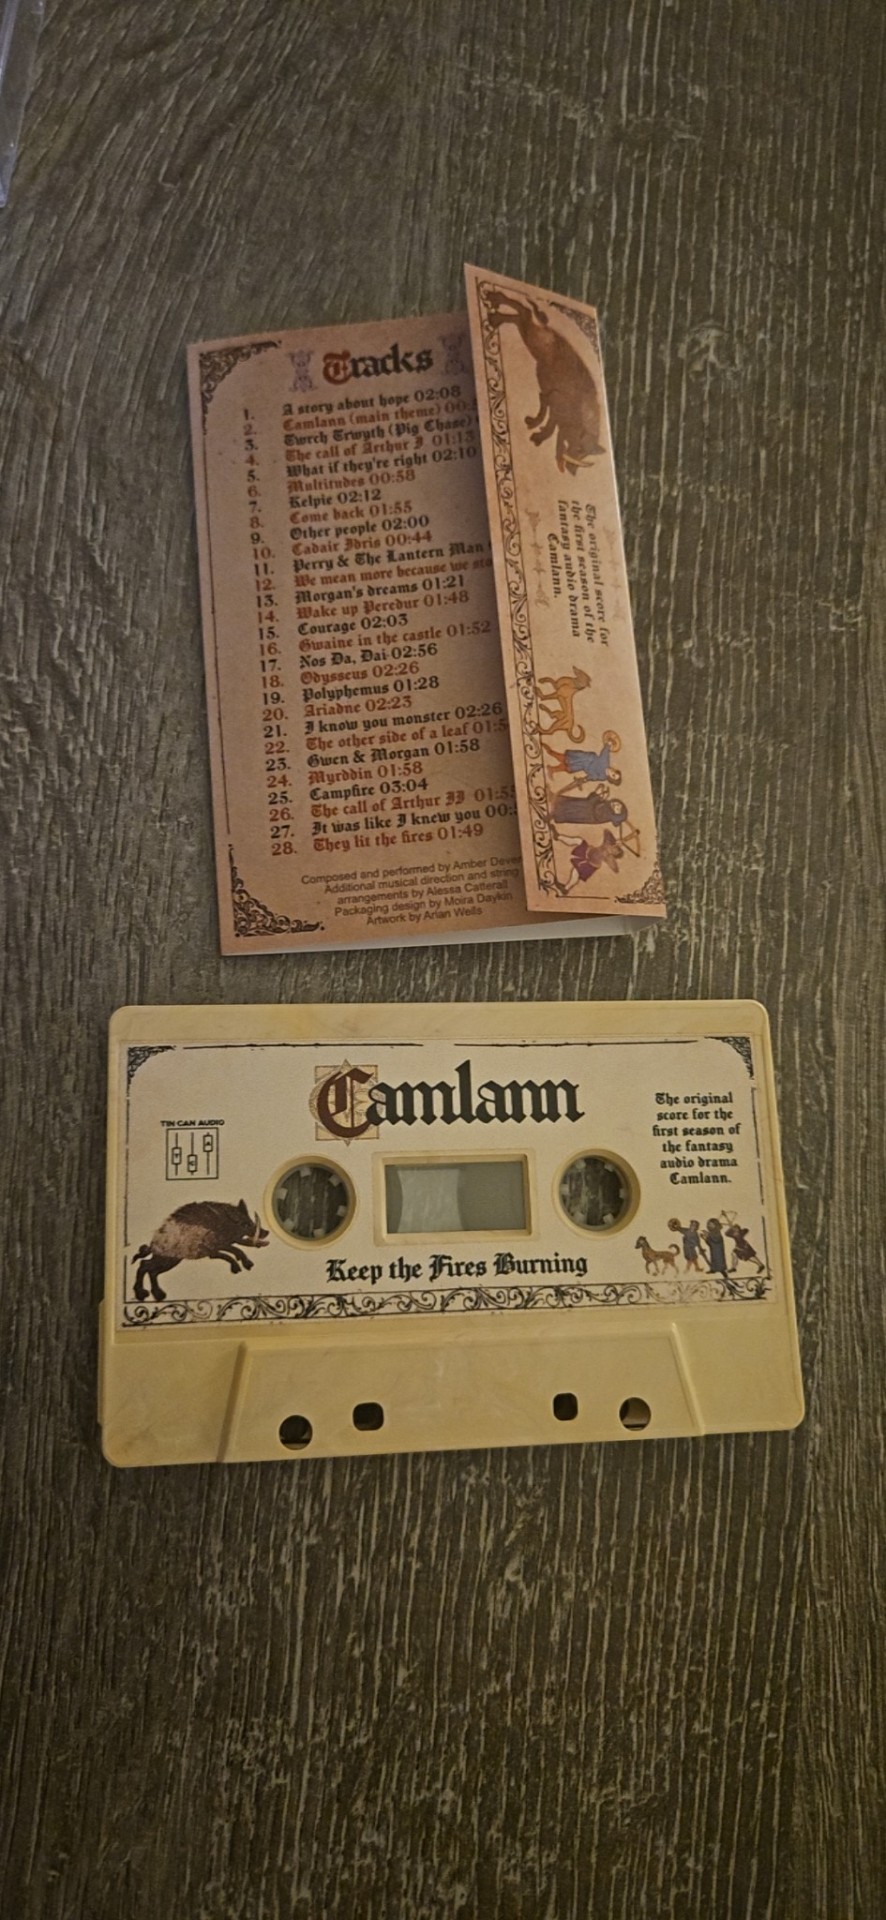 Tracks
1. A story about hope 02:08
2. Camlann (main theme)
3. Twrch Trwyth (Pig Chase)
4. The call of Arthur I 01:13
5. What if they're right 02:10
6. Multitudes 00:58
7. Kelpie 02:12
8. Come back 01:55
9. Other people 02:00
10. Cadair Idris 00:44
11. Perry & The Lantern Man
12. We mean more because we
13. Morgan's dreams 01:21
14. Wake up Peredur 01:48
15. Courage 02:03
16. Gwaine in the castle 01:52
17. Nos Da, Dai 02:56
18. Odysseus 02:26
19. Polyphemus 01:28
20. Ariadne 02:23
21. I know you monster 02:26
22. The other side of a leaf
23. Gwen & Morgan 01:58
24. Myrddin 01:58
25. Campfire 03:04
26. The call of Arthur II
27. It was like I knew you
28. They lit the fires 01:49
Composed and performed by Amber
Additional musical direction and string
arrangements by Alessa Catterall
Packaging design by Moira Daykin
Artwork by Arian Wells
The original score for
the first season of the
fantasy audio drama
Camlann.
Camlann
TIN CAN AUDIO
The original
score for the
first season of
the fantasy
audio drama
Camlann.
Keep the Fires Burning